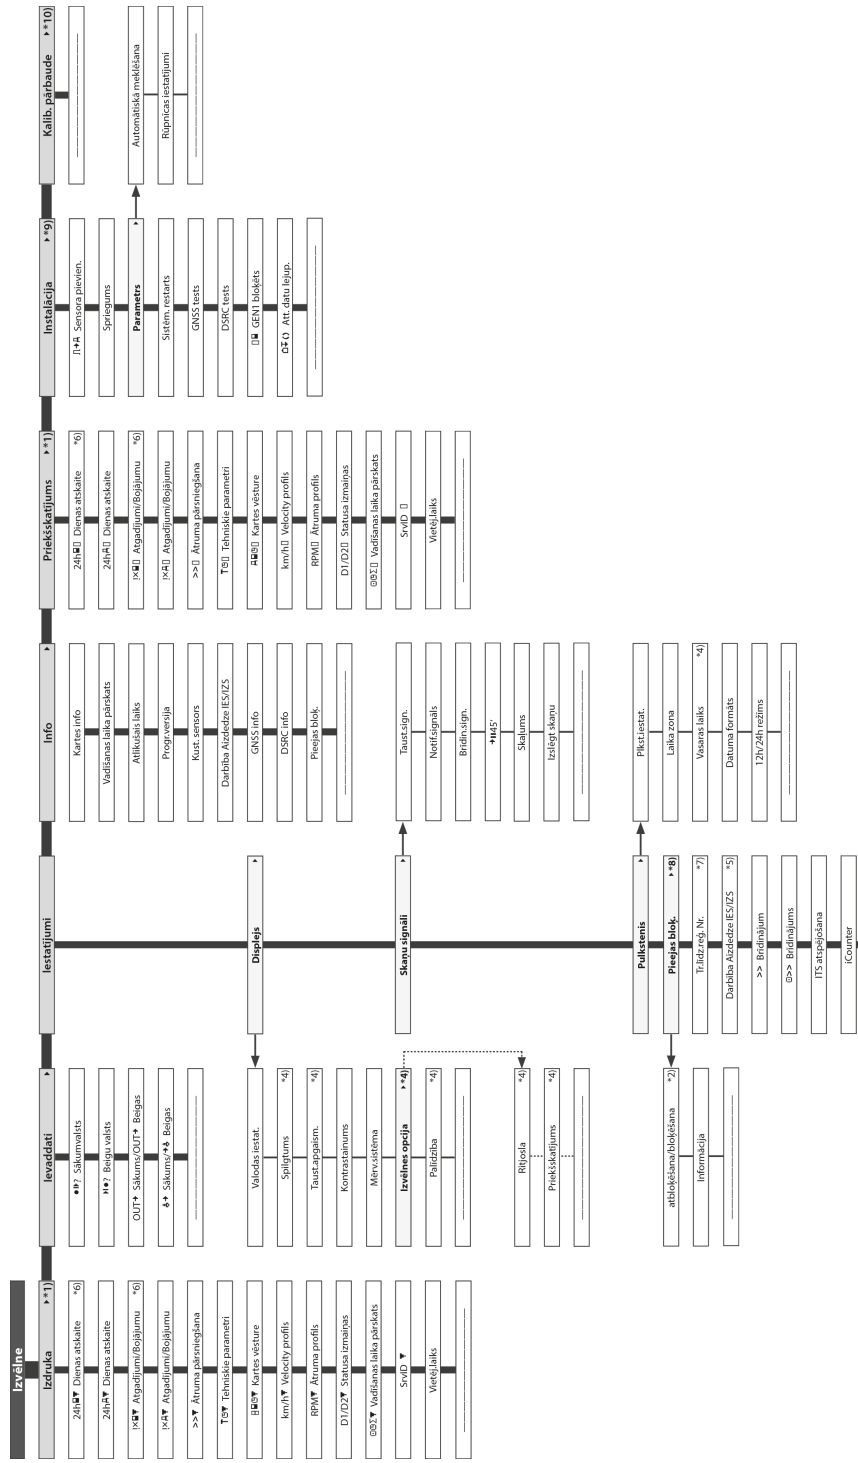 Izvēlne
Izdruka *1)
24h Dienas atskaite *6)
24h Dienas atskaite
!× Atgadījumi/Bojājumu *6)
!× Atgadījumi/Bojājumu
>> Ātruma pārsniegšana
Tehniskie parametri
Kartes vēsture
km/h Velocity profils
RPM Ātruma profils
D1/D2 Statusa izmaiņas
Vadīšanas laika pārskats
SrvID
Vietēj.laiks
Ievaddati
? Sākumvalsts
? Beigu valsts
OUT Sākums/OUT Beigas
Sākums/ Beigas
Iestatījumi
Displejs
Valodas iestat.
Spilgtums *4)
Taust.apgaism. *4)
Kontrastainums
Mērv.sistēma
Izvēlnes opcija *4)
Palīdzība *4)
Ritjosla *4)
Priekšskatījums *4)
Skaņu signāli
Taust.sign.
Notif.signāls
Brīdin.sign.
45'
Skaļums
Izslēgt skaņu
Pulkstenis
Plkst.iestat.
Laika zona
Vasaras laiks *4)
Datuma formāts
12h/24h režīms
Pieejas bloķ. *8)
atbloķēšana/bloķēšana *2)
Informācija
Tr.līdz.reģ. Nr. *7)
Darbība Aizdedze IES/IZS *5)
>> Brīdinājum
>> Brīdinājums
ITS atspējošana
iCounter
Info
Kartes info
Vadīšanas laika pārskats
Atlikušais laiks
Progr.versija
Kust. sensors
Darbība Aizdedze IES/IZS
GNSS info
DSRC info
Pieejas bloķ.
Priekšskatījums *1)
24h Dienas atskaite *6)
24h Dienas atskaite
!× Atgadījumi/Bojājumu *6)
!× Atgadījumi/Bojājumu
>> Ātruma pārsniegšana
Tehniskie parametri
Kartes vēsture
km/h Velocity profils
RPM Ātruma profils
D1/D2 Statusa izmaiņas
Vadīšanas laika pārskats
SrvID
Vietēj.laiks
Instalācija *9)
Sensora pievien.
Spriegums
Parametrs
Automātiskā meklēšana
Rūpnīcas iestatījumi
Sistēm. restarts
GNSS tests
DSRC tests
GEN1 bloķēts
Att. datu lejup.
Kalib. pārbaude *10)